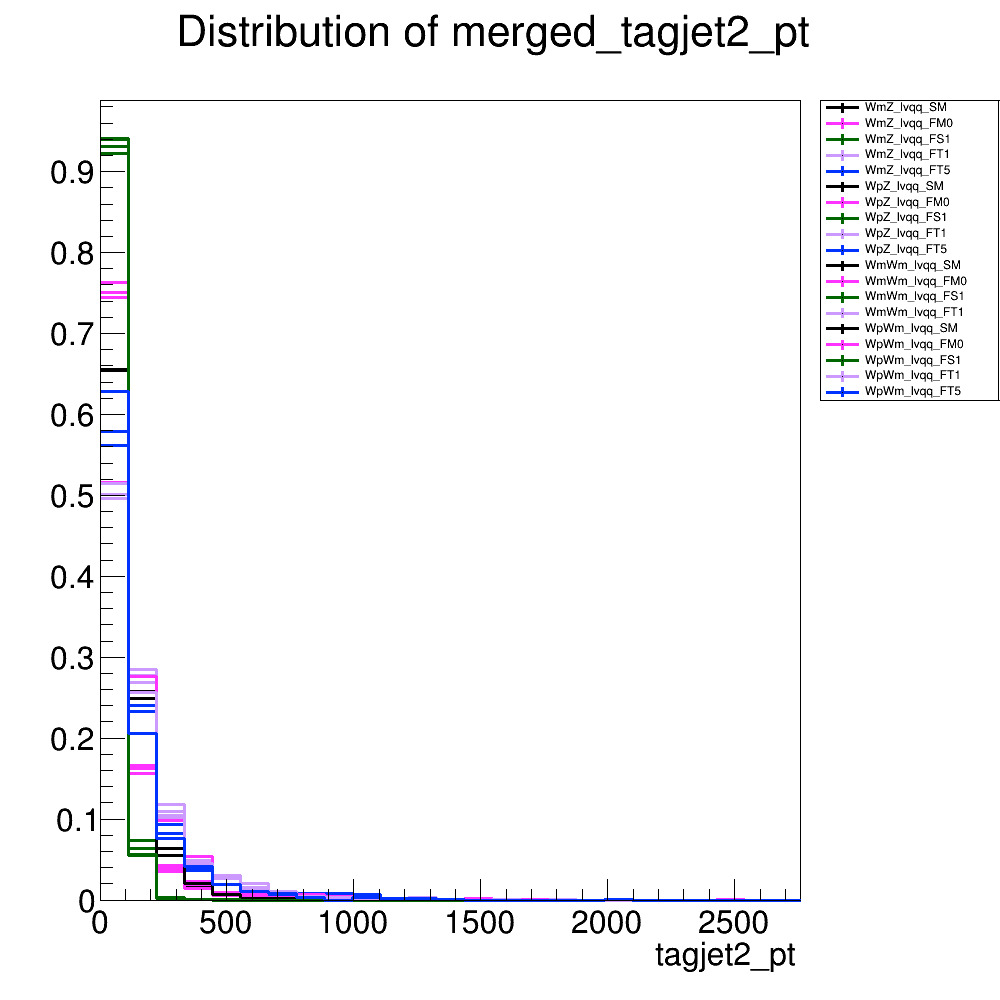 Distribution of merged_tagjet2_pt
WmZ_lvqq_SM
WmZ_lvqq_FM0
WmZ_lvqq_FS1
WmZ_lvqq_FT1
WmZ_lvqq_FT5
WpZ_lvqq_SM
WpZ_lvqq_FM0
WpZ_lvqq_FS1
WpZ_lvqq_FT1
WpZ_lvqq_FT5
WmWm_lvqq_SM
WmWm_lvqq_FM0
WmWm_lvqq_FS1
WmWm_lvqq_FT1
WpWm_lvqq_SM
WpWm_lvqq_FM0
WpWm_lvqq_FS1
WpWm_lvqq_FT1
WpWm_lvqq_FT5
0.9
0.8
0.7
0.6
0.5
0.4
0.3
0.2
0.1
0
0 500 1000 1500 2000 2500
tagjet2_pt